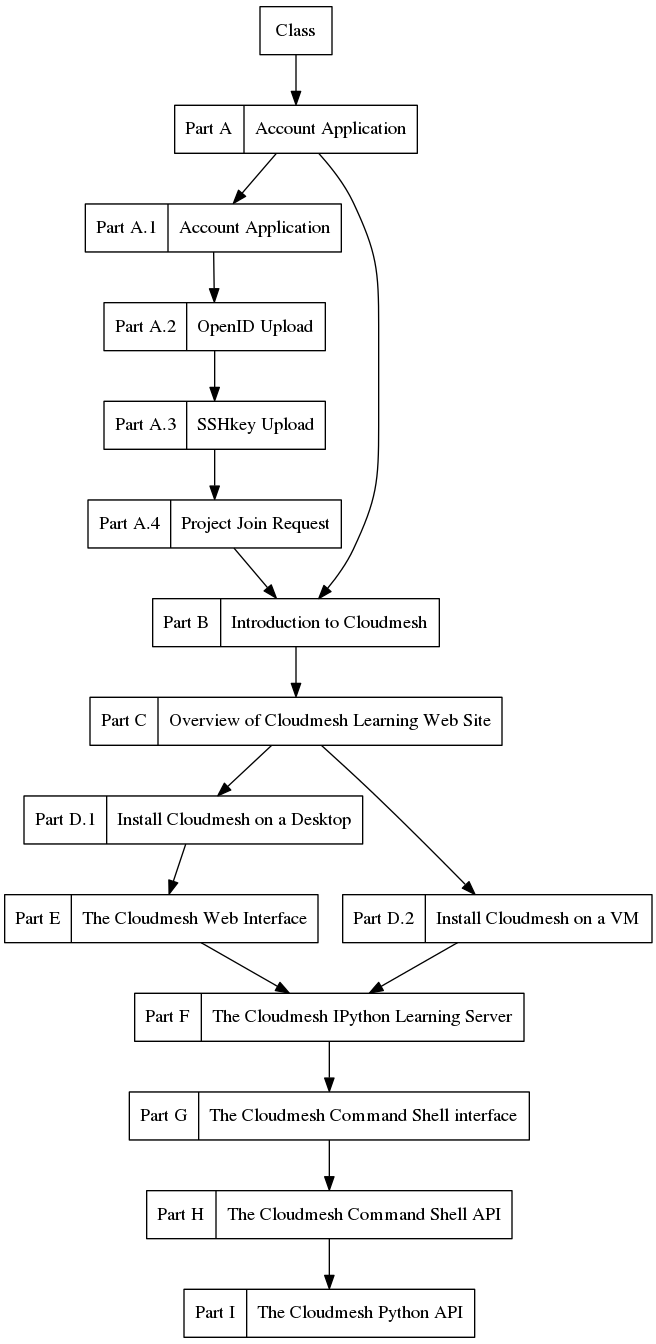 Class
Part A Account Application
Part A.1 Account Application
Part A.2 OpenID Upload
Part A.3 SSHkey Upload
Part A.4 Project Join Request
Part B Introduction to Cloudmesh
Part C Overview of Cloudmesh Learning Web Site
Part D.1 Install Cloudmesh on a Desktop
Part E The Cloudmesh Web Interface
Part D.2 Install Cloudmesh on a VM
Part F The Cloudmesh IPython Learning Server
Part G The Cloudmesh Command Shell interface
Part H The Cloudmesh Command Shell API
Part I The Cloudmesh Python API